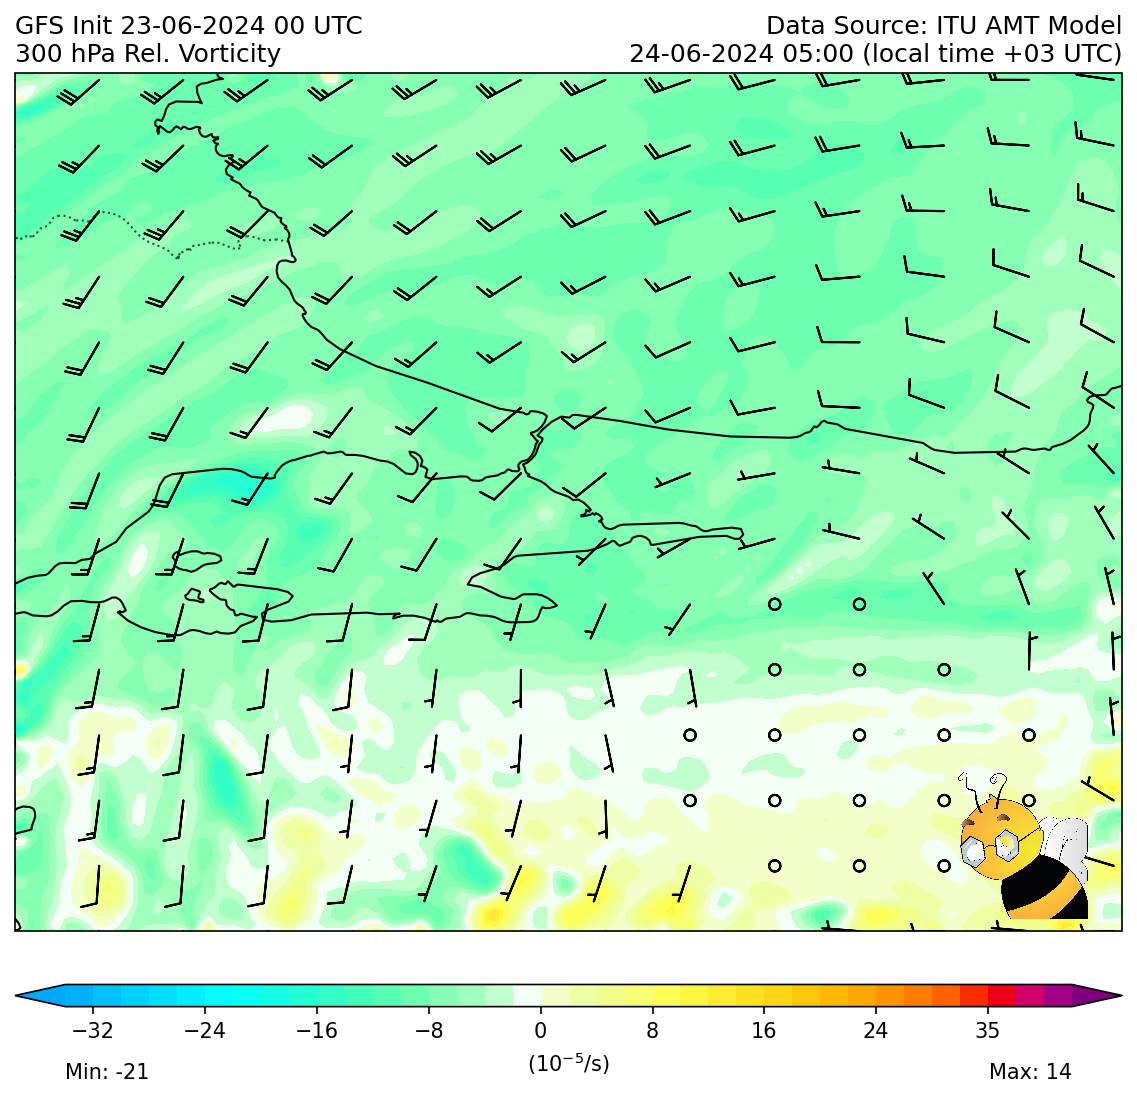 GFS Init 23-06-2024 00 UTC
Data Source: ITU AMT Model
300 hPa Rel. Vorticity
24-06-2024 05:00 (local time +03 UTC)
−32 −24 −16 −8 0 8 16 24 35
(10⁻⁵/s)
Min: -21
Max: 14